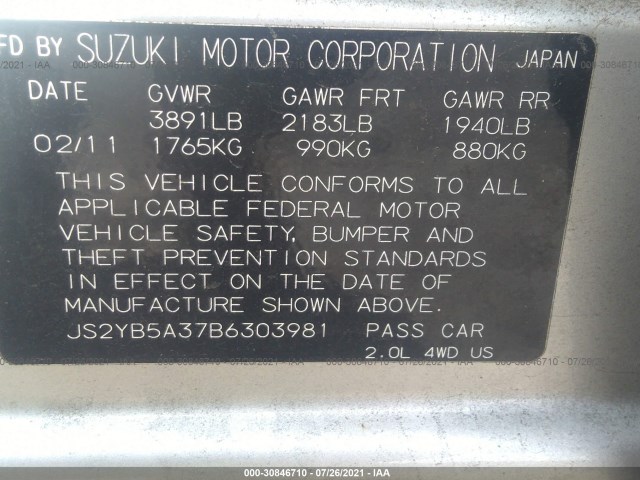 FD BY SUZUKI MOTOR CORPORATION JAPAN
DATE GVWR GAWR FRT GAWR RR
3891LB 2183LB 1940LB
02/11 1765KG 990KG 880KG
THIS VEHICLE CONFORMS TO ALL
APPLICABLE FEDERAL MOTOR
VEHICLE SAFETY, BUMPER AND
THEFT PREVENTION STANDARDS
IN EFFECT ON THE DATE OF
MANUFACTURE SHOWN ABOVE.
JS2YB5A37B6303981 PASS CAR
2.0L 4WD US
000-30846710 - 07/26/2021 - IAA